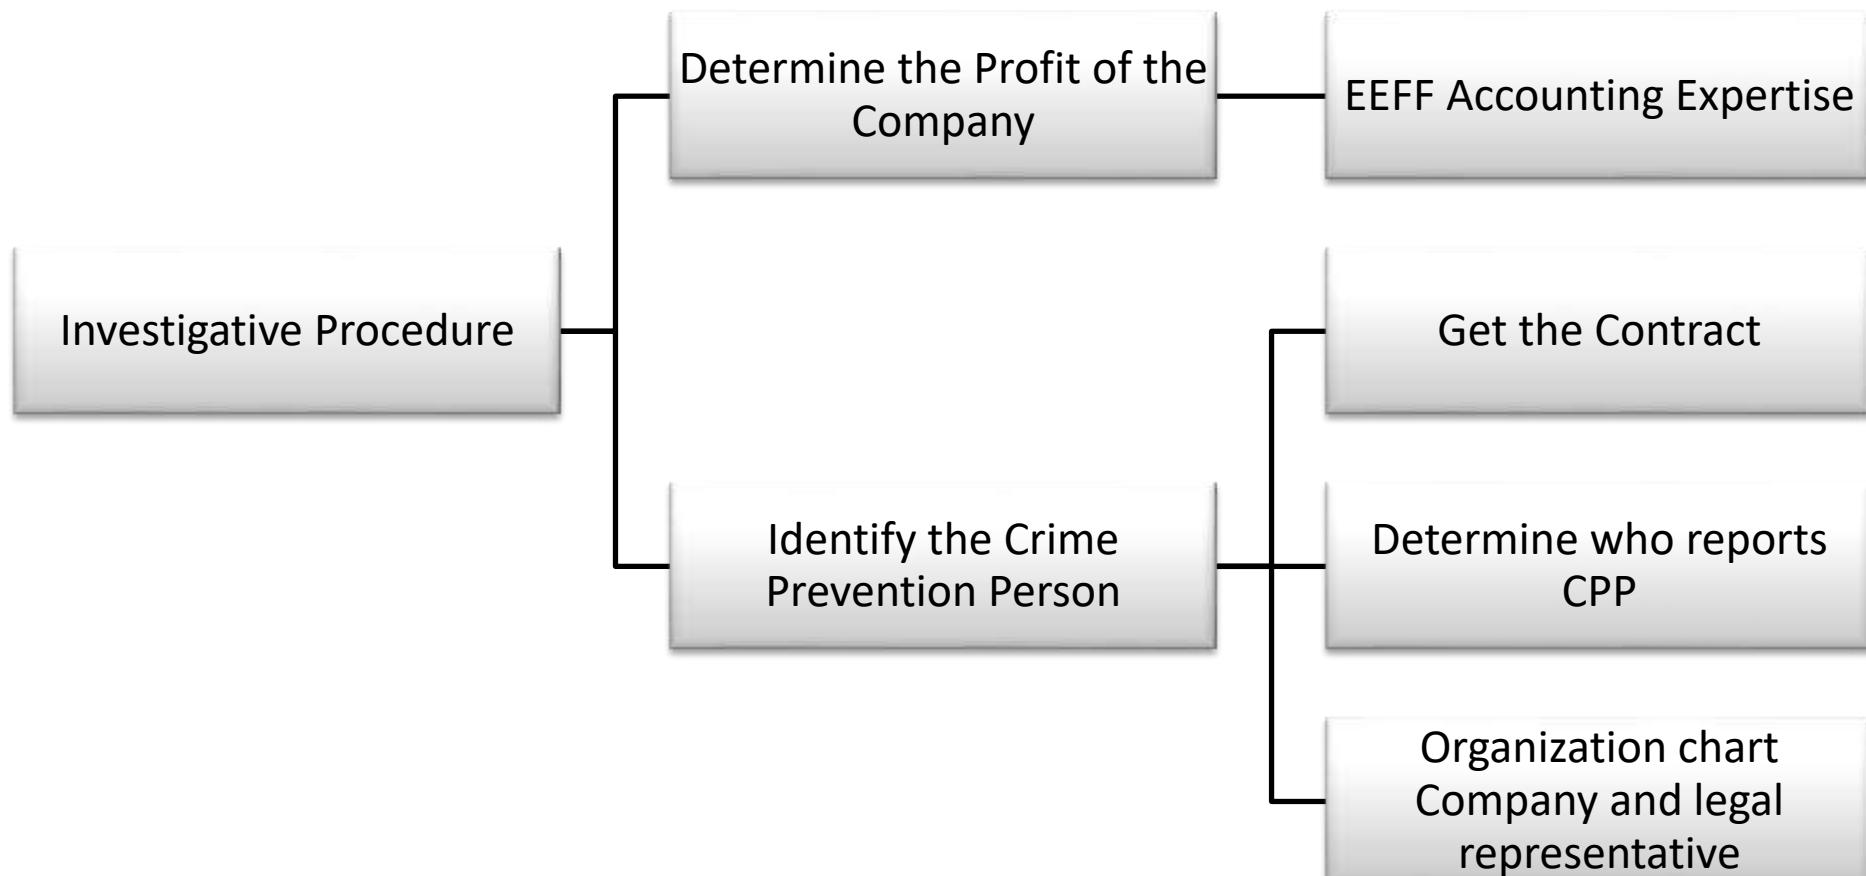 Determine the Profit of the
Company
EEFF Accounting Expertise
Investigative Procedure
Get the Contract
Identify the Crime
Prevention Person
Determine who reports
CPP
Organization chart
Company and legal
representative